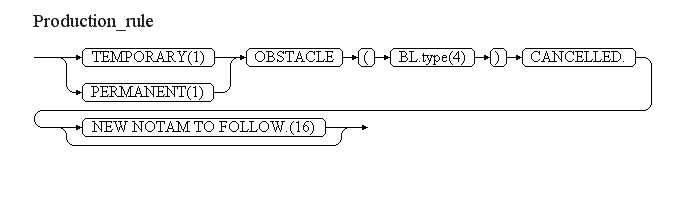 Production_rule
TEMPORARY(1) OBSTACLE ( BL.type(4) ) CANCELLED.
PERMANENT(1)
NEW NOTAM TO FOLLOW.(16)